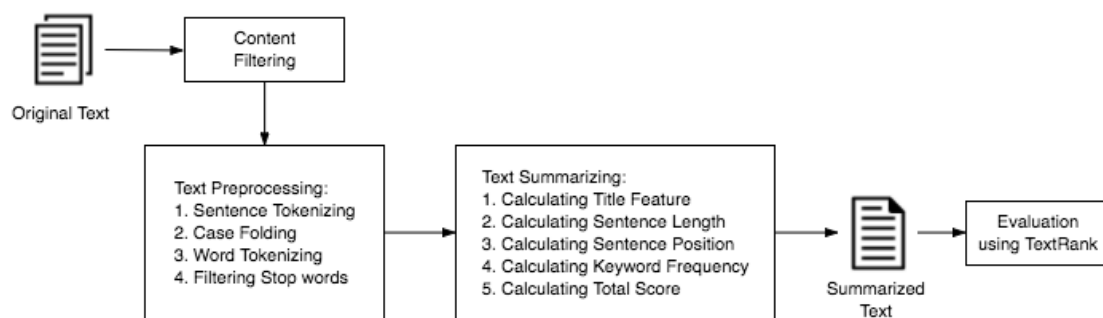 Original Text
Content
Filtering
Text Preprocessing:
1. Sentence Tokenizing
2. Case Folding
3. Word Tokenizing
4. Filtering Stop words
Text Summarizing:
1. Calculating Title Feature
2. Calculating Sentence Length
3. Calculating Sentence Position
4. Calculating Keyword Frequency
5. Calculating Total Score
Summarized
Text
Evaluation
using TextRank